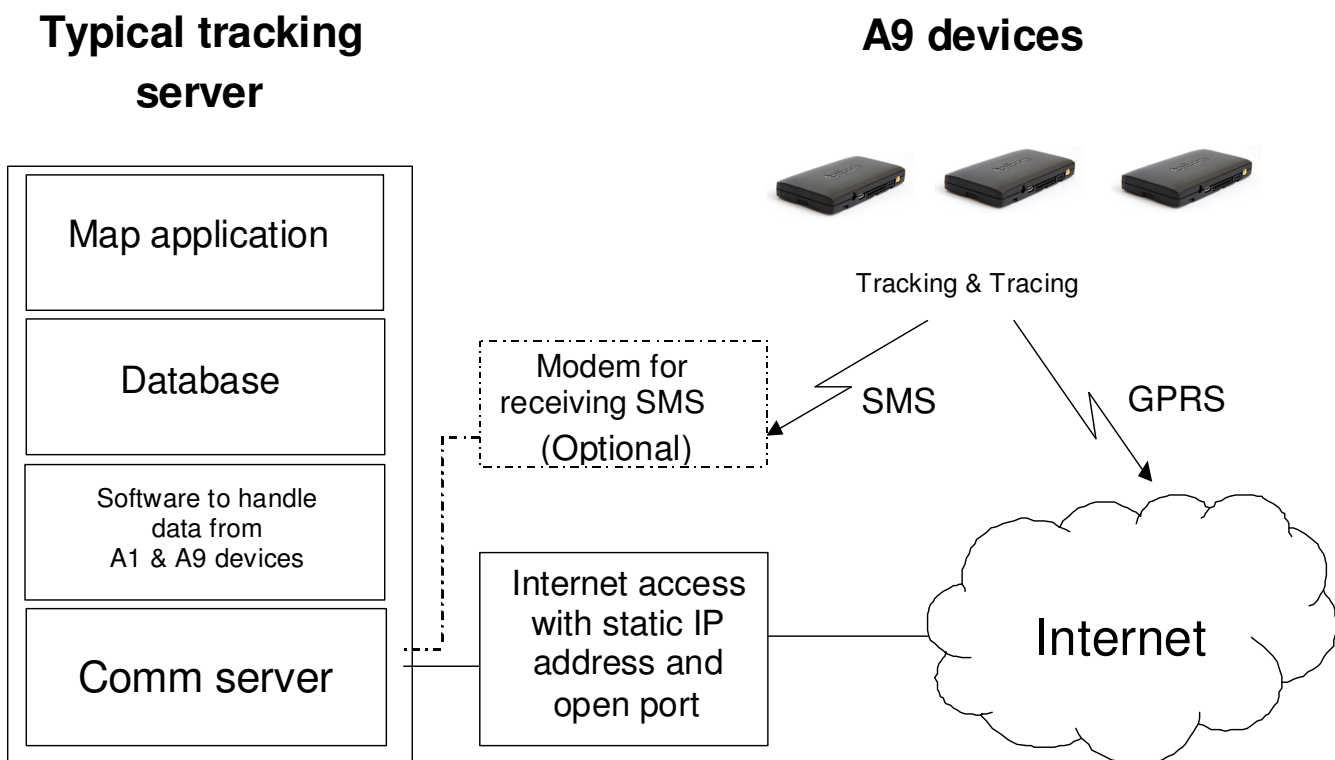 Typical tracking
server
A9 devices
Map application
Database
Software to handle
data from
A1 & A9 devices
Comm server
Modem for
receiving SMS
(Optional)
Internet access
with static IP
address and
open port
Tracking & Tracing
SMS
GPRS
Internet